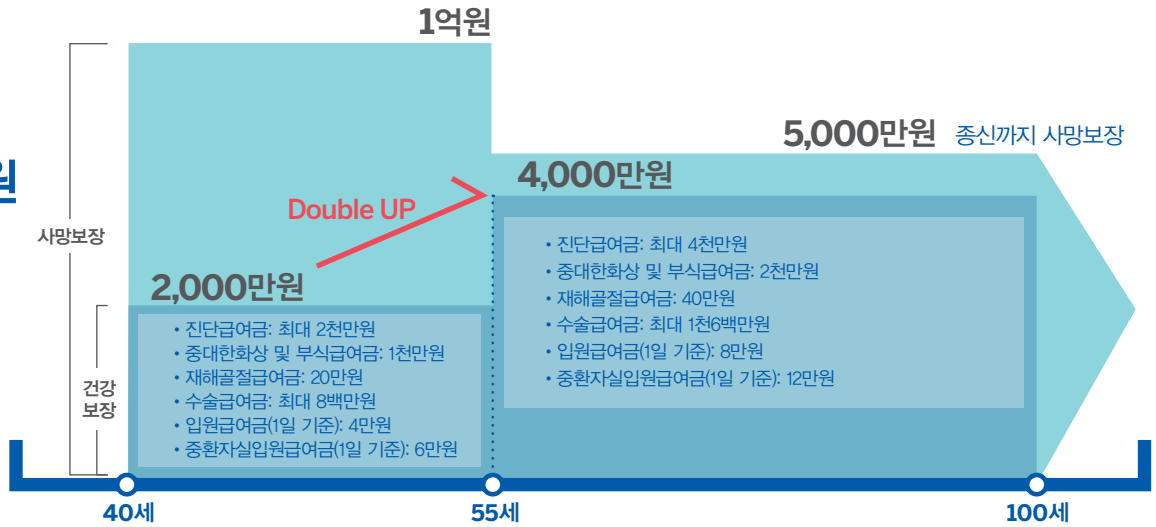 1억원
5,000만원 종신까지 사망보장
원
4,000만원
Double UP
사망보장
2,000만원
• 진단급여금: 최대 4천만원
• 중대한화상 및 부식급여금: 2천만원
• 재해골절급여금: 40만원
• 수술급여금: 최대 1천6백만원
• 입원급여금(1일 기준): 8만원
• 중환자실입원급여금(1일 기준): 12만원
• 진단급여금: 최대 2천만원
• 중대한화상 및 부식급여금: 1천만원
• 재해골절급여금: 20만원
• 수술급여금: 최대 8백만원
• 입원급여금(1일 기준): 4만원
• 중환자실입원급여금(1일 기준): 6만원
건강
보장
40세
55세
100세